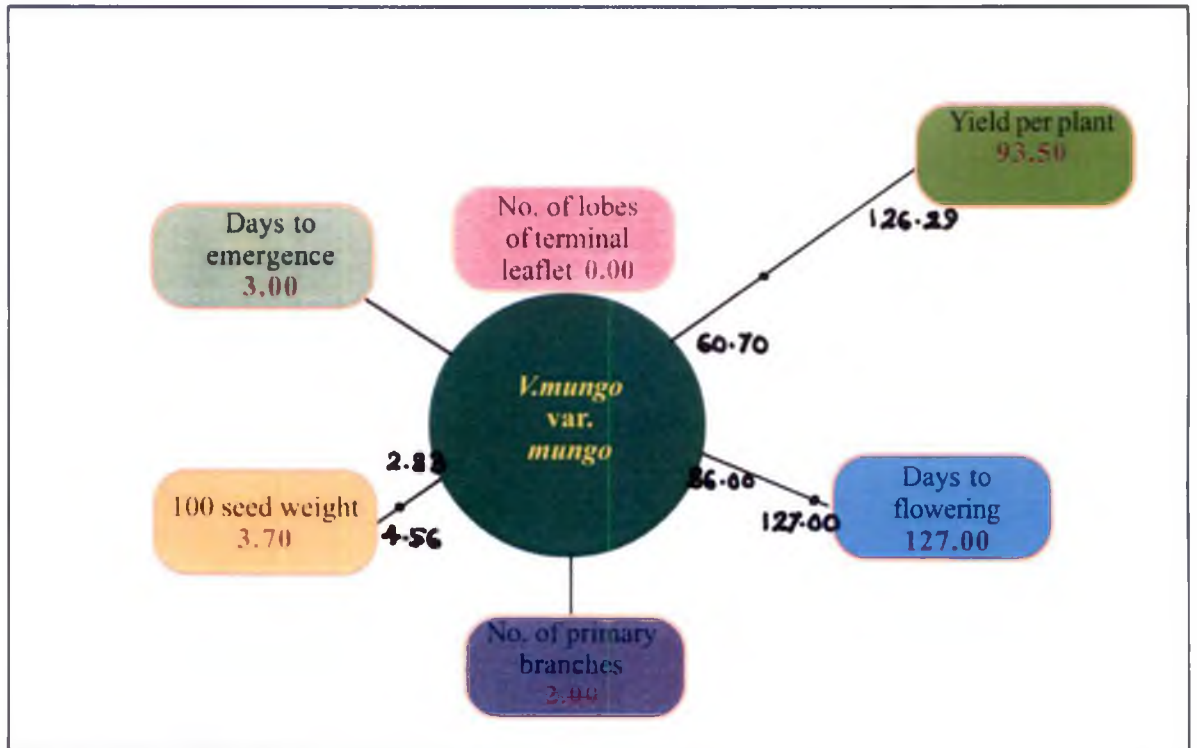 Yield per plant
93.50
126.29
No. of lobes
of terminal
leaflet 0.00
Days to
emergence
3.00
60.70
V.mungo
var.
mungo
2.83
100 seed weight
3.70
4.56
86.00
127.00
Days to
flowering
127.00
No. of primary
branches
2.00